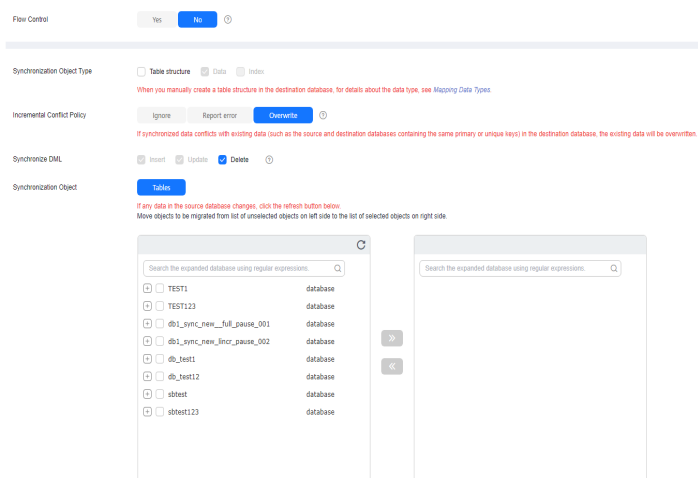 Flow Control Yes No
Synchronization Object Type Table structure Data Index
When you manually create a table structure in the destination database, for details about the data type, see Mapping Data Types.
Incremental Conflict Policy Ignore Report error Overwrite
If synchronized data conflicts with existing data (such as the source and destination databases containing the same primary or unique keys) in the destination database, the existing data will be overwritten.
Synchronize DML Insert Update Delete
Synchronization Object Tables
If any data in the source database changes, click the refresh button below.
Move objects to be migrated from list of unselected objects on left side to the list of selected objects on right side.
Search the expanded database using regular expressions. Search the expanded database using regular expressions.
TEST1 database
TEST123 database
db1_sync_new__full_pause_001 database
db1_sync_new_lincr_pause_002 database
db_test1 database
db_test12 database
sbtest database
sbtest123 database